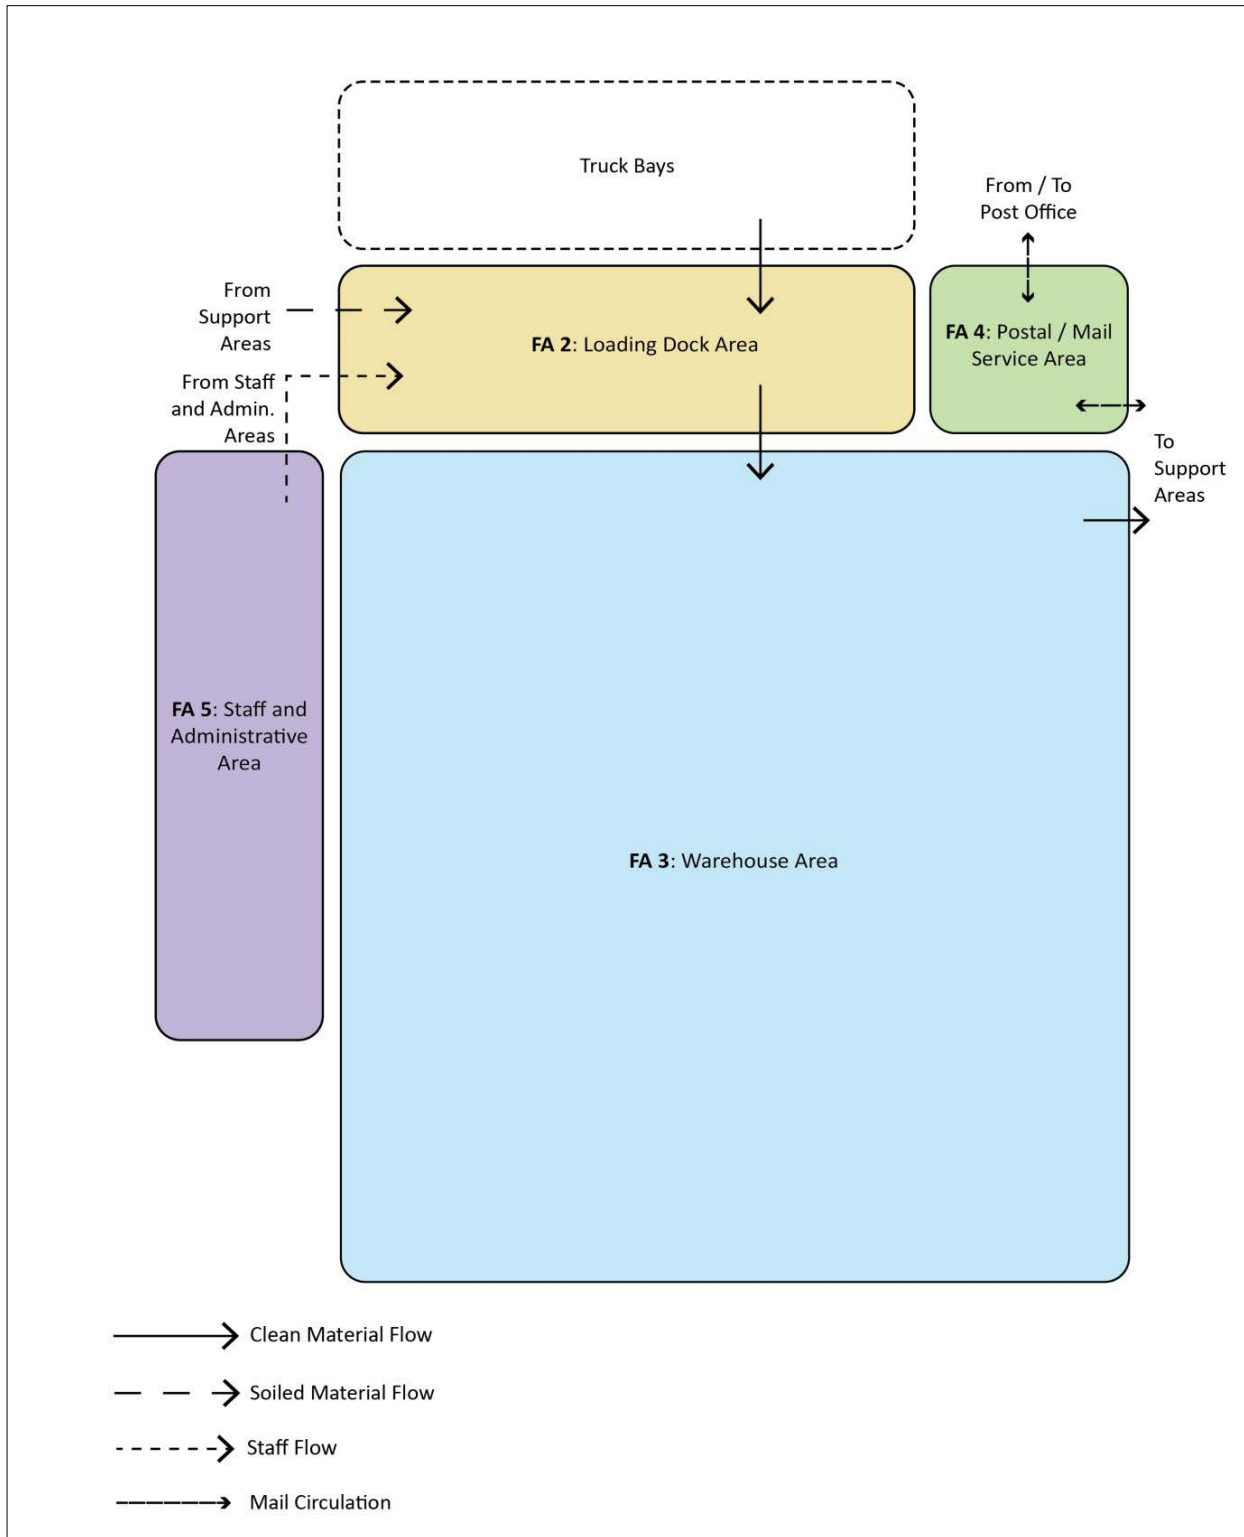 Truck Bays
From / To
Post Office
From
Support
Areas
FA 2: Loading Dock Area
FA 4: Postal / Mail
Service Area
From Staff
and Admin.
Areas
To
Support
Areas
FA 5: Staff and
Administrative
Area
FA 3: Warehouse Area
Clean Material Flow
Soiled Material Flow
Staff Flow
Mail Circulation